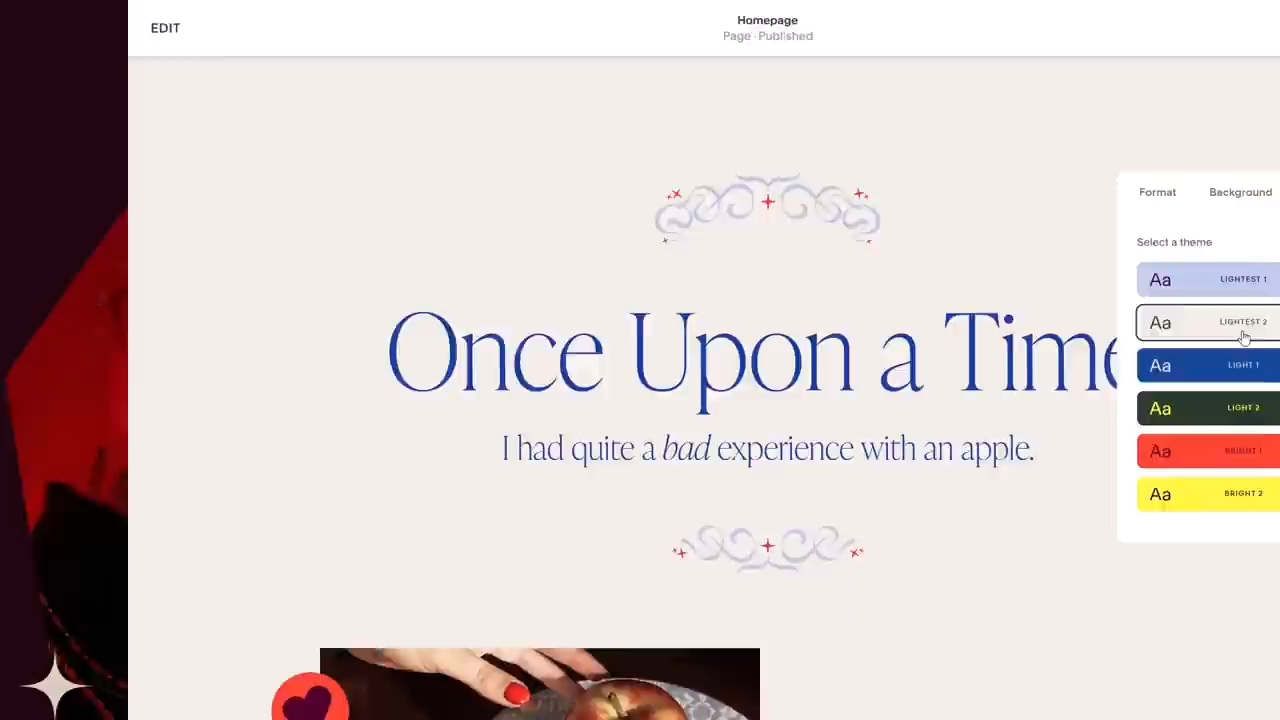 EDIT
Homepage
Page · Published
Format Background
Select a theme
Aa LIGHTEST 1
Aa LIGHTEST 2
Aa LIGHT 1
Aa LIGHT 2
Aa BRIGHT 1
Aa BRIGHT 2
Once Upon a Time
I had quite a bad experience with an apple.